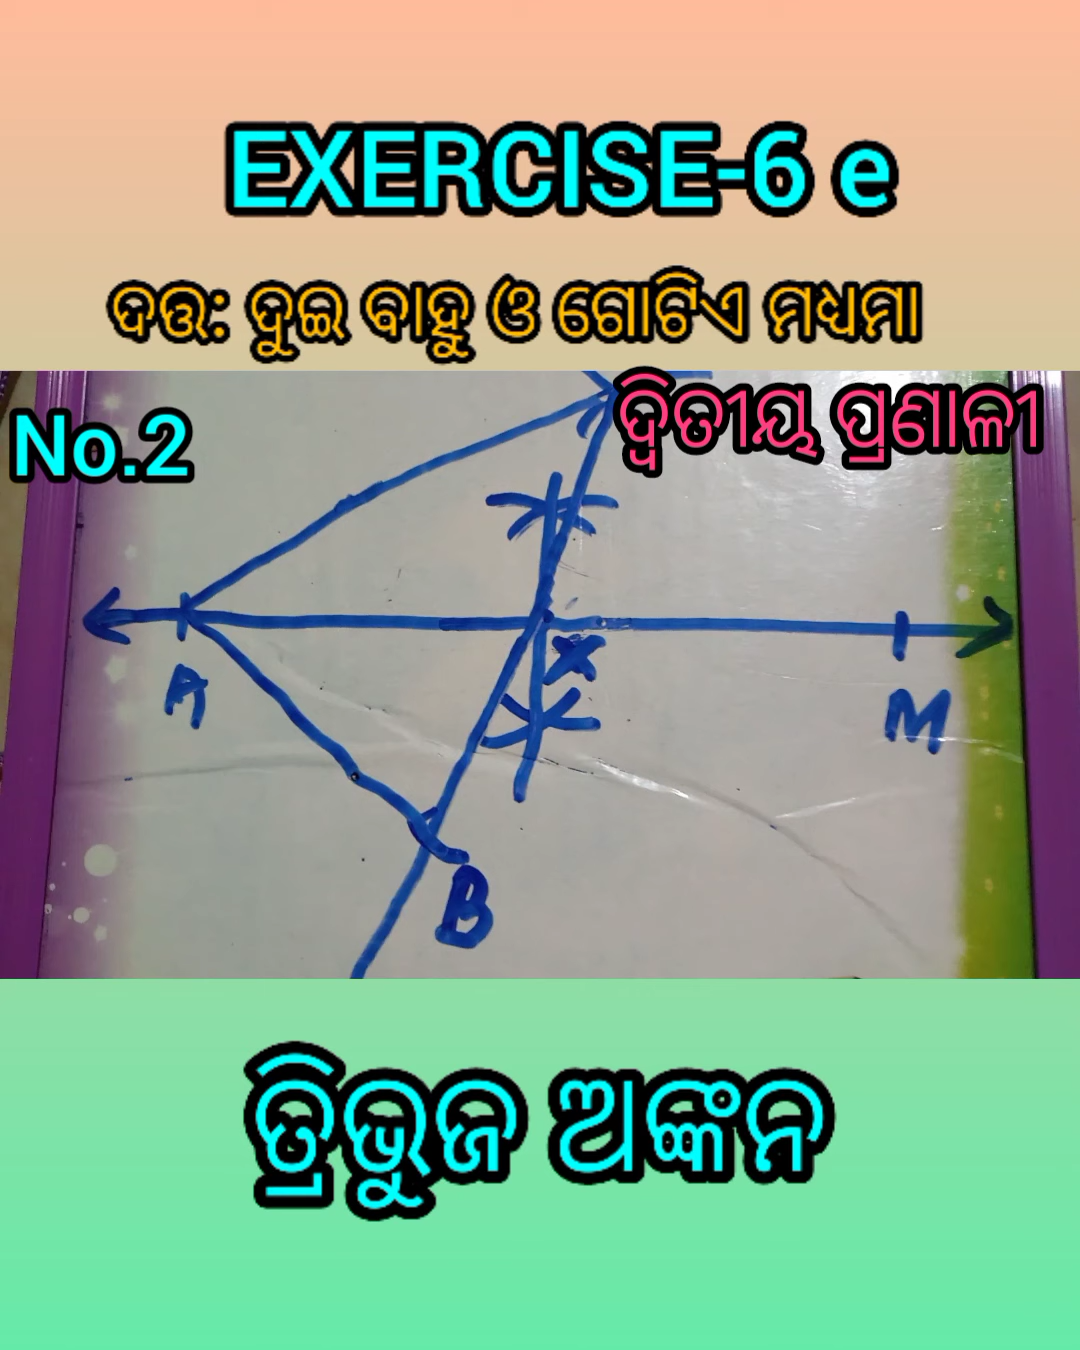 EXERCISE-6 e
ଦତ୍ତ: ଦୁଇ ବାହୁ ଓ ଗୋଟିଏ ମଧ୍ୟମା
ଦ୍ୱିତୀୟ ପ୍ରଣାଳୀ
No.2
X
A
M
B
ତ୍ରିଭୁଜ ଅଙ୍କନ